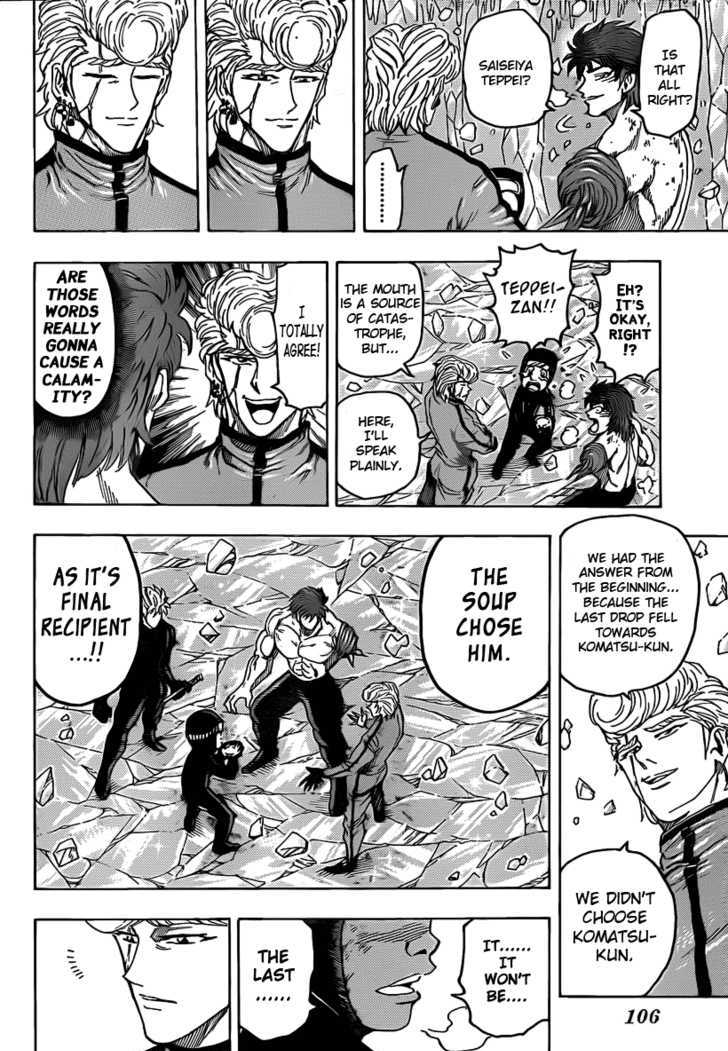 IS
THAT
ALL
RIGHT?
SAISEIYA
TEPPEI?
.........
EH?
IT'S
OKAY,
RIGHT
!?
TEPPEI-
ZAN!!
THE MOUTH
IS A SOURCE
OF CATAS-
TROPHE,
BUT...
HERE,
I'LL
SPEAK
PLAINLY.
I
TOTALLY
AGREE!
ARE
THOSE
WORDS
REALLY
GONNA
CAUSE A
CALAM-
ITY?
WE HAD THE
ANSWER FROM
THE BEGINNING...
BECAUSE THE
LAST DROP FELL
TOWARDS
KOMATSU-KUN.
WE DIDN'T
CHOOSE
KOMATSU-
KUN.
THE
SOUP
CHOSE
HIM.
AS IT'S
FINAL
RECIPIENT
...!!
IT......
IT
WON'T
BE....
THE
LAST
......
106